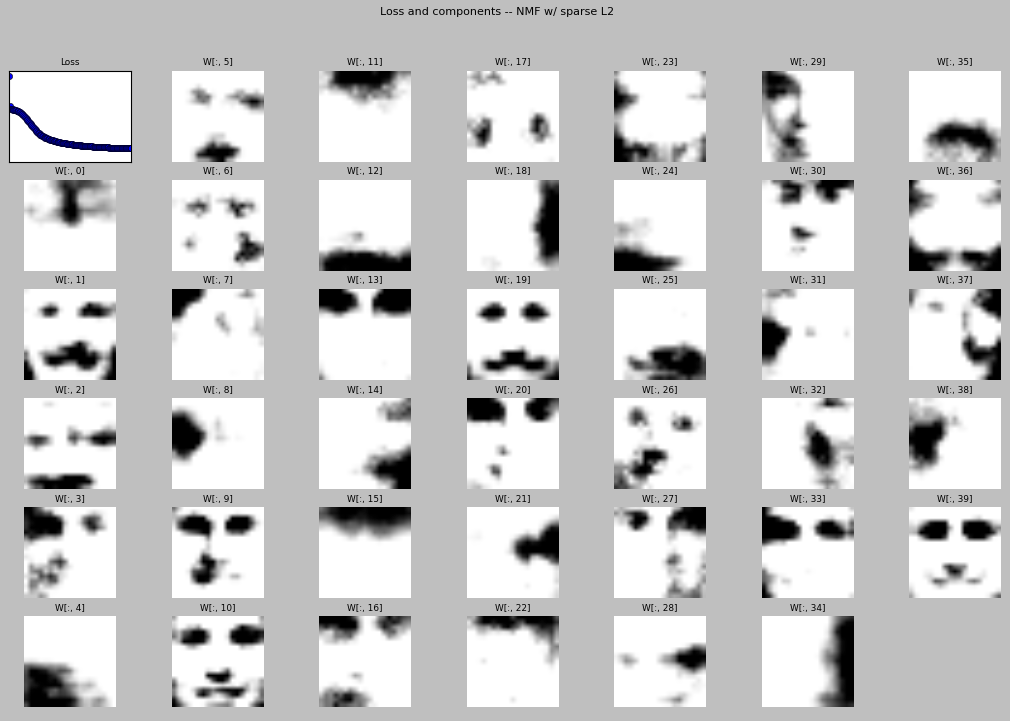 Loss and components -- NMF w/ sparse L2
Loss
W[:, 5]
W[:, 11]
W[:, 17]
W[:, 23]
W[:, 29]
W[:, 35]
W[:, 0]
W[:, 6]
W[:, 12]
W[:, 18]
W[:, 24]
W[:, 30]
W[:, 36]
W[:, 1]
W[:, 7]
W[:, 13]
W[:, 19]
W[:, 25]
W[:, 31]
W[:, 37]
W[:, 2]
W[:, 8]
W[:, 14]
W[:, 20]
W[:, 26]
W[:, 32]
W[:, 38]
W[:, 3]
W[:, 9]
W[:, 15]
W[:, 21]
W[:, 27]
W[:, 33]
W[:, 39]
W[:, 4]
W[:, 10]
W[:, 16]
W[:, 22]
W[:, 28]
W[:, 34]